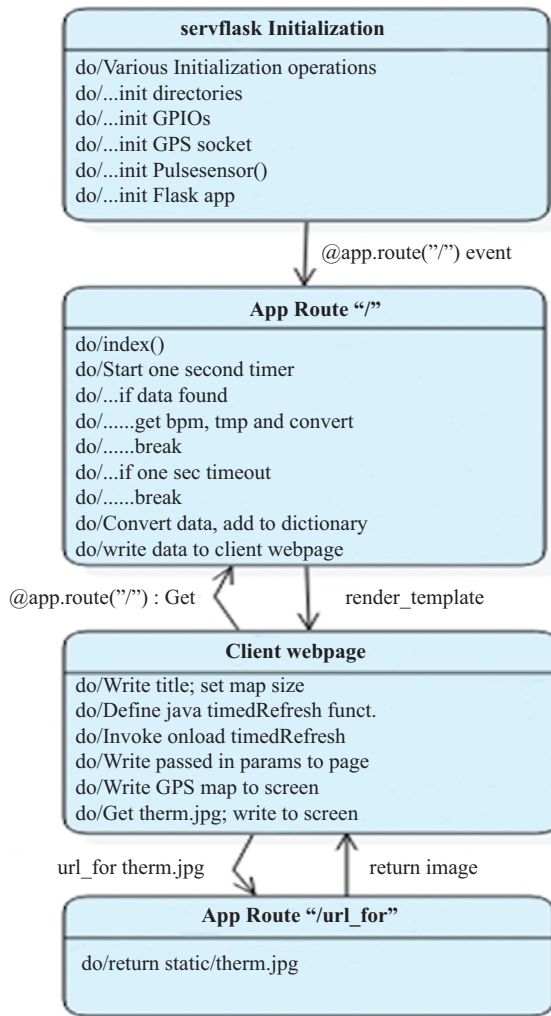 servflask Initialization
do/Various Initialization operations
do/...init directories
do/...init GPIOs
do/...init GPS socket
do/...init Pulsesensor()
do/...init Flask app
@app.route(”/”) event
App Route “/”
do/index()
do/Start one second timer
do/...if data found
do/......get bpm, tmp and convert
do/......break
do/...if one sec timeout
do/......break
do/Convert data, add to dictionary
do/write data to client webpage
@app.route(”/”) : Get
render_template
Client webpage
do/Write title; set map size
do/Define java timedRefresh funct.
do/Invoke onload timedRefresh
do/Write passed in params to page
do/Write GPS map to screen
do/Get therm.jpg; write to screen
url_for therm.jpg
return image
App Route “/url_for”
do/return static/therm.jpg